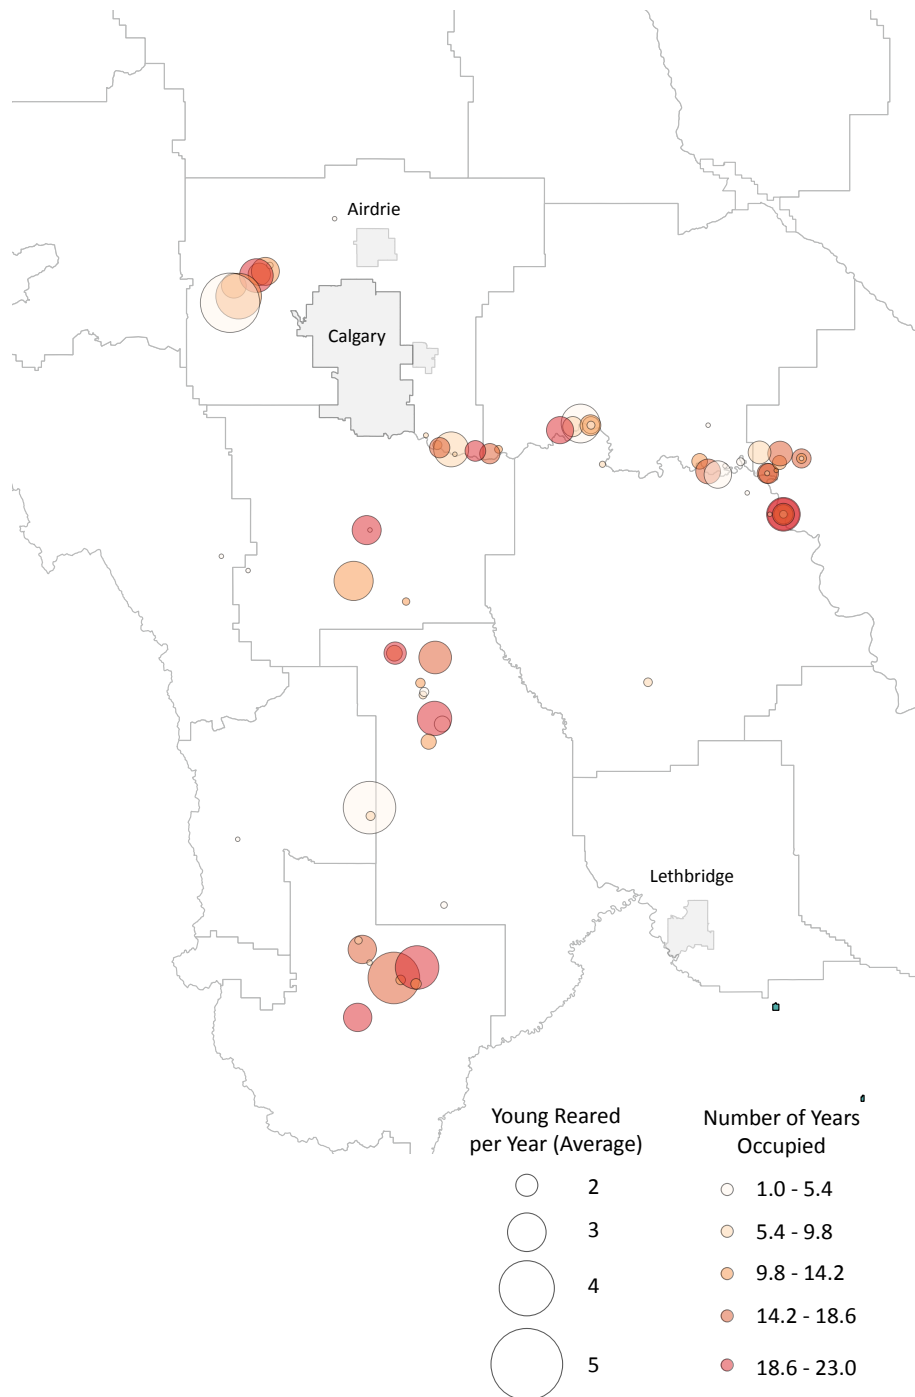 Airdrie
Calgary
Lethbridge
Young Reared
per Year (Average)
2
3
4
5
Number of Years
Occupied
1.0 - 5.4
5.4 - 9.8
9.8 - 14.2
14.2 - 18.6
18.6 - 23.0